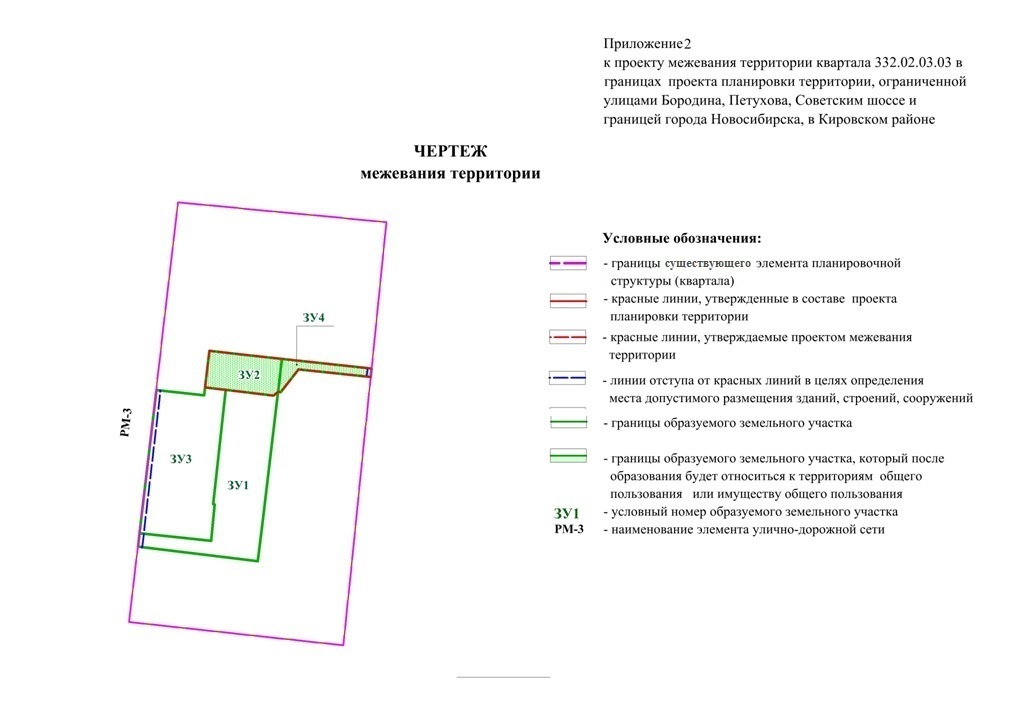 Приложение 2
к проекту межевания территории квартала 332.02.03.03 в
границах проекта планировки территории, ограниченной
улицами Бородина, Петухова, Советским шоссе и
границей города Новосибирска, в Кировском районе
ЧЕРТЕЖ
межевания территории
Условные обозначения:
- границы существующего элемента планировочной
структуры (квартала)
- красные линии, утвержденные в составе проекта
планировки территории
- красные линии, утверждаемые проектом межевания
территории
- линии отступа от красных линий в целях определения
места допустимого размещения зданий, строений, сооружений
- границы образуемого земельного участка
- границы образуемого земельного участка, который после
образования будет относиться к территориям общего
пользования или имуществу общего пользования
ЗУ1 - условный номер образуемого земельного участка
РМ-3 - наименование элемента улично-дорожной сети
ЗУ4
ЗУ2
РМ-3
ЗУ3
ЗУ1